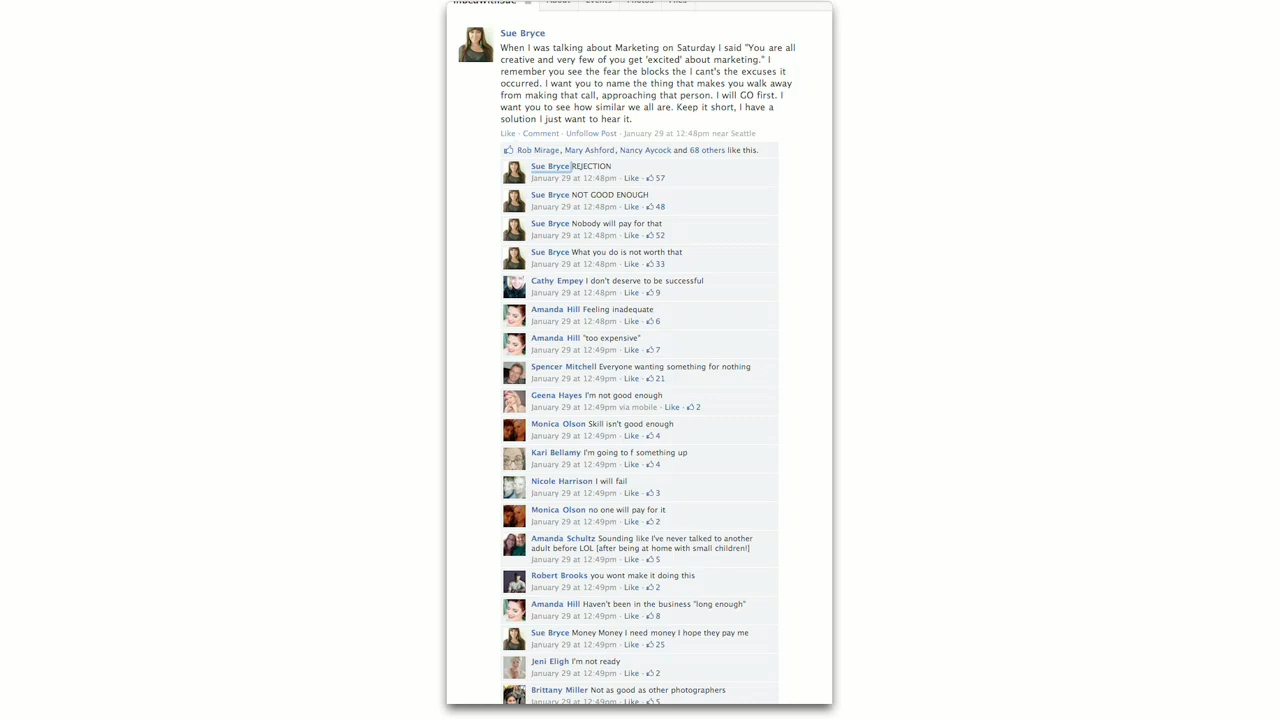 InBedWithSue About Events Photos Files
Sue Bryce
When I was talking about Marketing on Saturday I said "You are all
creative and very few of you get 'excited' about marketing." I
remember you see the fear the blocks the I cant's the excuses it
occurred. I want you to name the thing that makes you walk away
from making that call, approaching that person. I will GO first. I
want you to see how similar we all are. Keep it short, I have a
solution I just want to hear it.
Like · Comment · Unfollow Post · January 29 at 12:48pm near Seattle
Rob Mirage, Mary Ashford, Nancy Aycock and 68 others like this.
Sue Bryce REJECTION
January 29 at 12:48pm · Like · 57
Sue Bryce NOT GOOD ENOUGH
January 29 at 12:48pm · Like · 48
Sue Bryce Nobody will pay for that
January 29 at 12:48pm · Like · 52
Sue Bryce What you do is not worth that
January 29 at 12:48pm · Like · 33
Cathy Empey I don't deserve to be successful
January 29 at 12:48pm · Like · 9
Amanda Hill Feeling inadequate
January 29 at 12:48pm · Like · 6
Amanda Hill "too expensive"
January 29 at 12:49pm · Like · 7
Spencer Mitchell Everyone wanting something for nothing
January 29 at 12:49pm · Like · 21
Geena Hayes I'm not good enough
January 29 at 12:49pm via mobile · Like · 2
Monica Olson Skill isn't good enough
January 29 at 12:49pm · Like · 4
Kari Bellamy I'm going to f something up
January 29 at 12:49pm · Like · 4
Nicole Harrison I will fail
January 29 at 12:49pm · Like · 3
Monica Olson no one will pay for it
January 29 at 12:49pm · Like · 2
Amanda Schultz Sounding like I've never talked to another
adult before LOL [after being at home with small children!]
January 29 at 12:49pm · Like · 5
Robert Brooks you wont make it doing this
January 29 at 12:49pm · Like · 2
Amanda Hill Haven't been in the business "long enough"
January 29 at 12:49pm · Like · 8
Sue Bryce Money Money I need money I hope they pay me
January 29 at 12:49pm · Like · 25
Jeni Eligh I'm not ready
January 29 at 12:49pm · Like · 2
Brittany Miller Not as good as other photographers
January 29 at 12:49pm · Like · 5